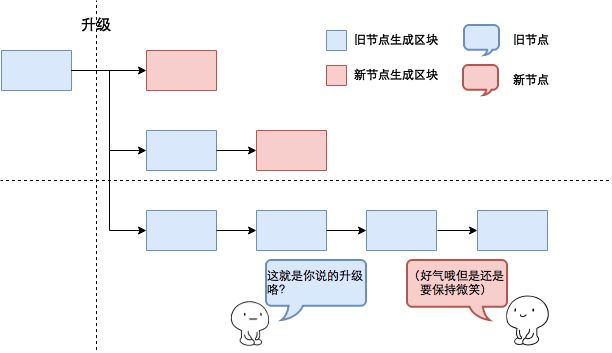 升级
旧节点生成区块
旧节点
新节点生成区块
新节点
这就是你说的升级
咯？
（好气哦但是还是
要保持微笑）